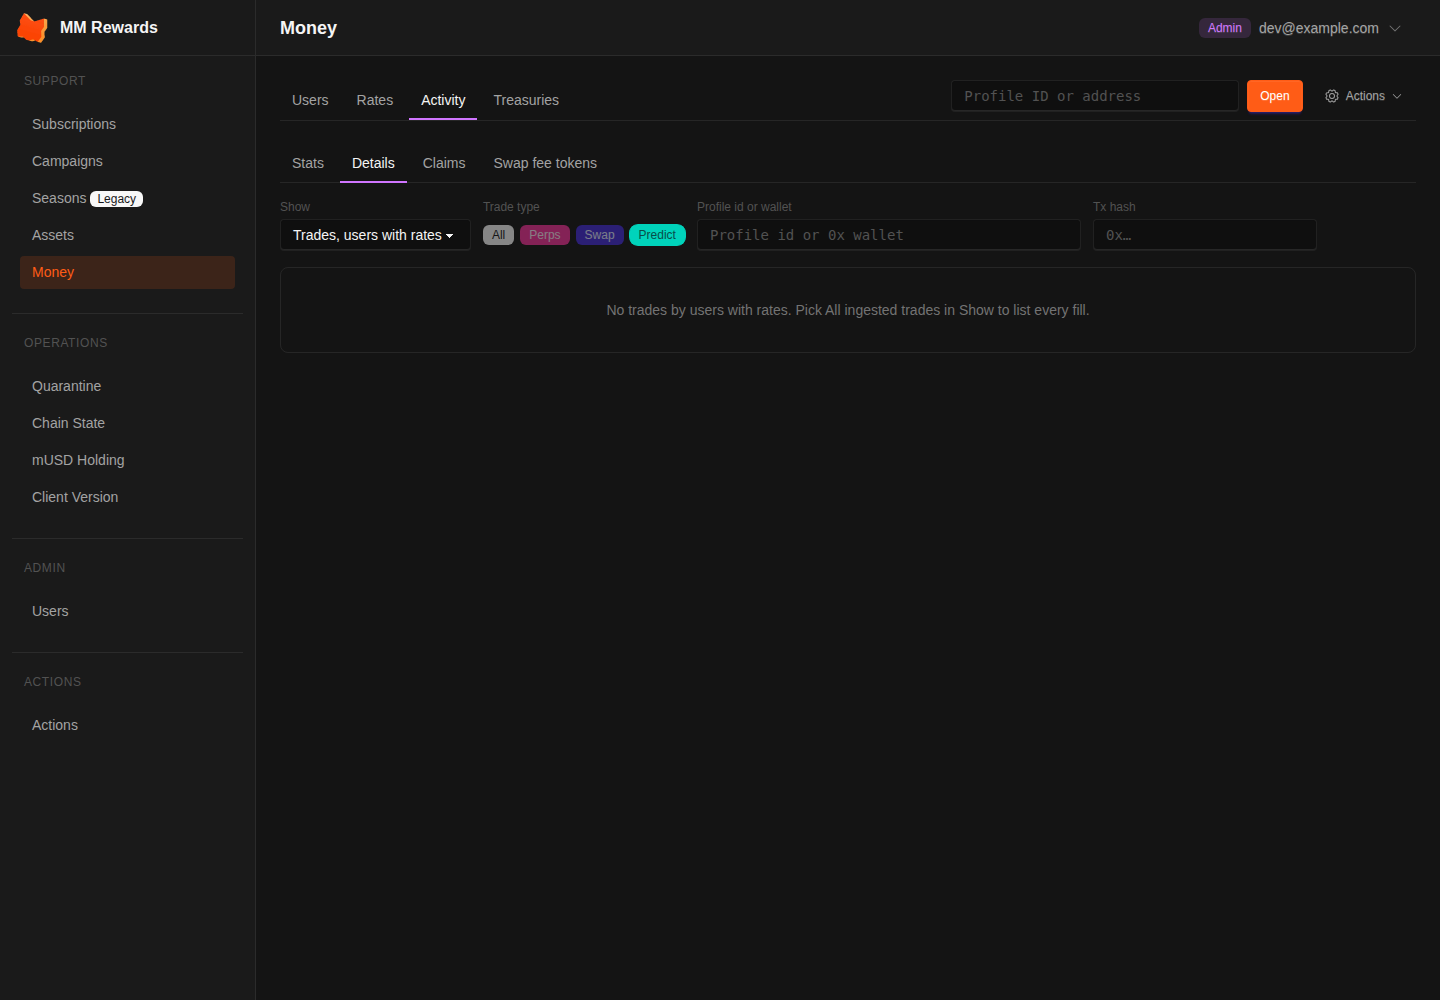 MM Rewards
Money
Admin
dev@example.com
SUPPORT
Subscriptions
Campaigns
Seasons Legacy
Assets
Money
OPERATIONS
Quarantine
Chain State
mUSD Holding
Client Version
ADMIN
Users
ACTIONS
Actions
Users
Rates
Activity
Treasuries
Profile ID or address
Open
Actions
Stats
Details
Claims
Swap fee tokens
Show
Trades, users with rates
Trade type
All
Perps
Swap
Predict
Profile id or wallet
Profile id or 0x wallet
Tx hash
0x…
No trades by users with rates. Pick All ingested trades in Show to list every fill.